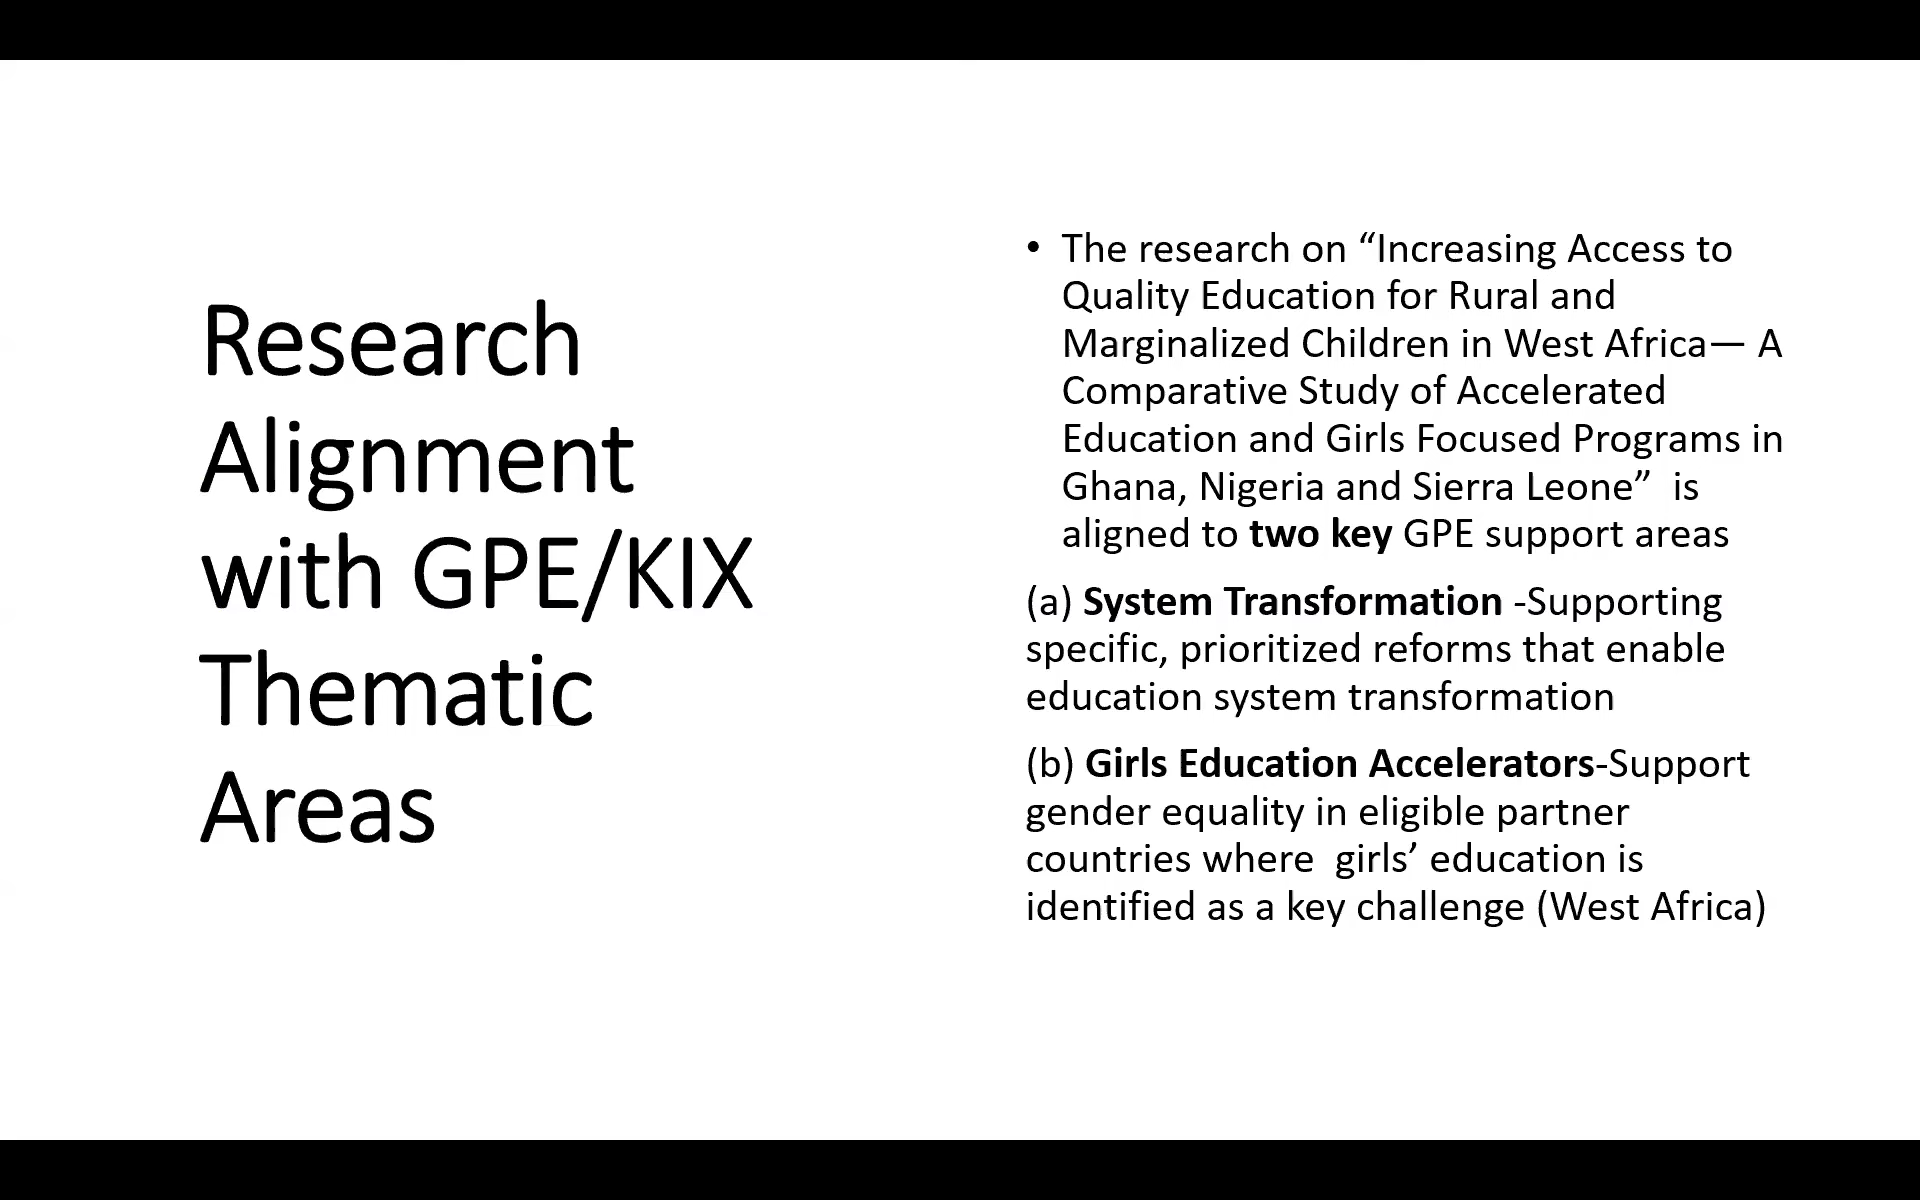 Research
Alignment
with GPE/KIX
Thematic
Areas
• The research on “Increasing Access to
Quality Education for Rural and
Marginalized Children in West Africa— A
Comparative Study of Accelerated
Education and Girls Focused Programs in
Ghana, Nigeria and Sierra Leone”  is
aligned to two key GPE support areas
(a) System Transformation -Supporting
specific, prioritized reforms that enable
education system transformation
(b) Girls Education Accelerators-Support
gender equality in eligible partner
countries where  girls’ education is
identified as a key challenge (West Africa)